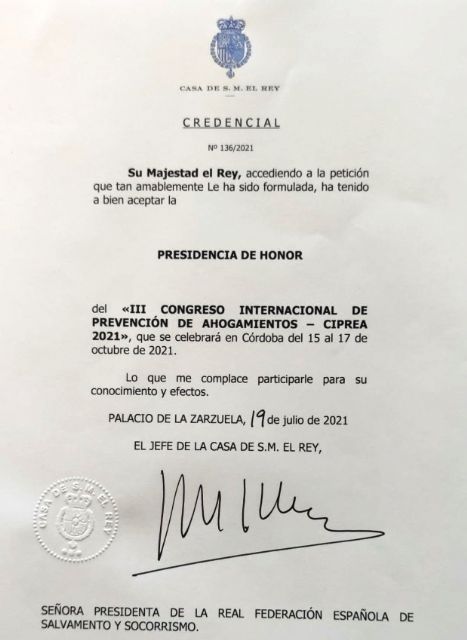 CASA DE S. M. EL REY
CREDENCIAL
Nº 136/2021
Su Majestad el Rey, accediendo a la petición
que tan amablemente Le ha sido formulada, ha tenido
a bien aceptar la
PRESIDENCIA DE HONOR
del «III CONGRESO INTERNACIONAL DE
PREVENCIÓN DE AHOGAMIENTOS – CIPREA
2021», que se celebrará en Córdoba del 15 al 17 de
octubre de 2021.
Lo que me complace participarle para su
conocimiento y efectos.
PALACIO DE LA ZARZUELA, 19 de julio de 2021
EL JEFE DE LA CASA DE S.M. EL REY,
CASA DE S. M. EL REY
SEÑORA PRESIDENTA DE LA REAL FEDERACIÓN ESPAÑOLA DE
SALVAMENTO Y SOCORRISMO.